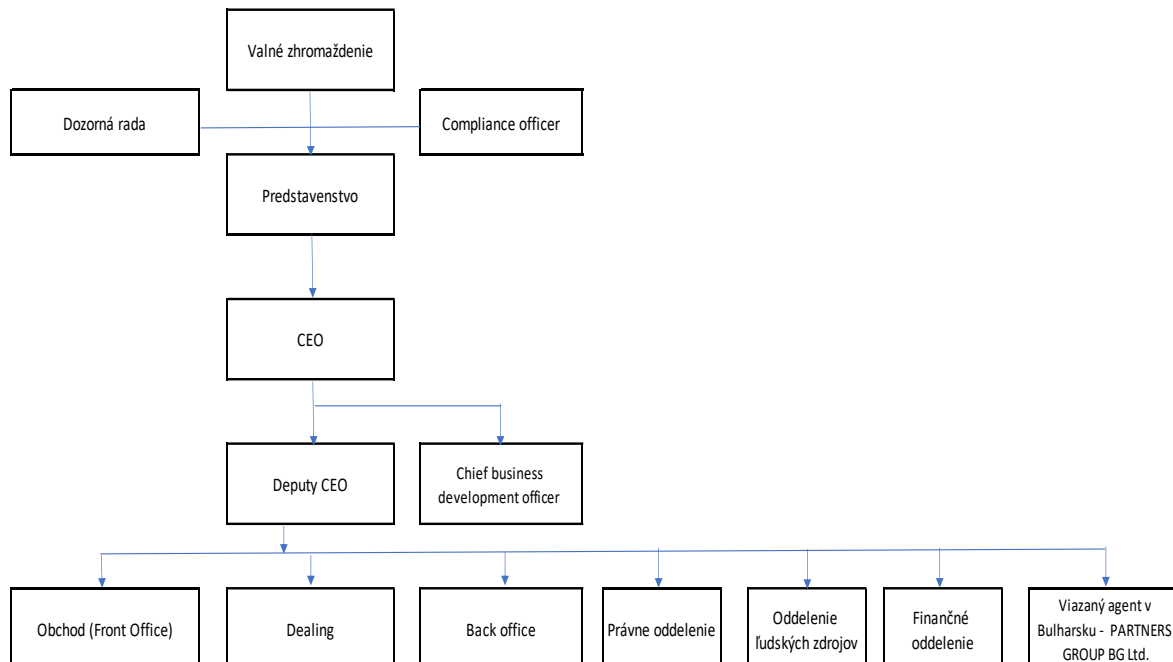 Valné zhromaždenie
Dozorná rada
Compliance officer
Predstavenstvo
CEO
Deputy CEO
Chief business
development officer
Obchod (Front Office)
Dealing
Back office
Právne oddelenie
Oddelenie
ľudských zdrojov
Finančné
oddelenie
Viazaný agent v
Bulharsku - PARTNERS
GROUP BG Ltd.